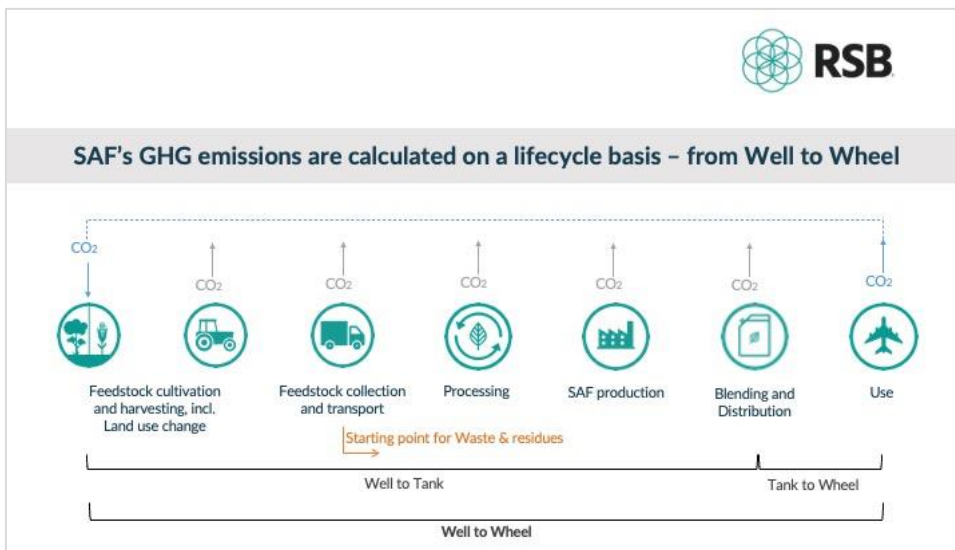 RSB
SAF's GHG emissions are calculated on a lifecycle basis – from Well to Wheel
CO₂
CO₂
CO₂
CO₂
CO₂
CO₂
CO₂
Feedstock cultivation
and harvesting, incl.
Land use change
Feedstock collection
and transport
Processing
SAF production
Blending and
Distribution
Use
Starting point for Waste & residues
Well to Tank
Tank to Wheel
Well to Wheel